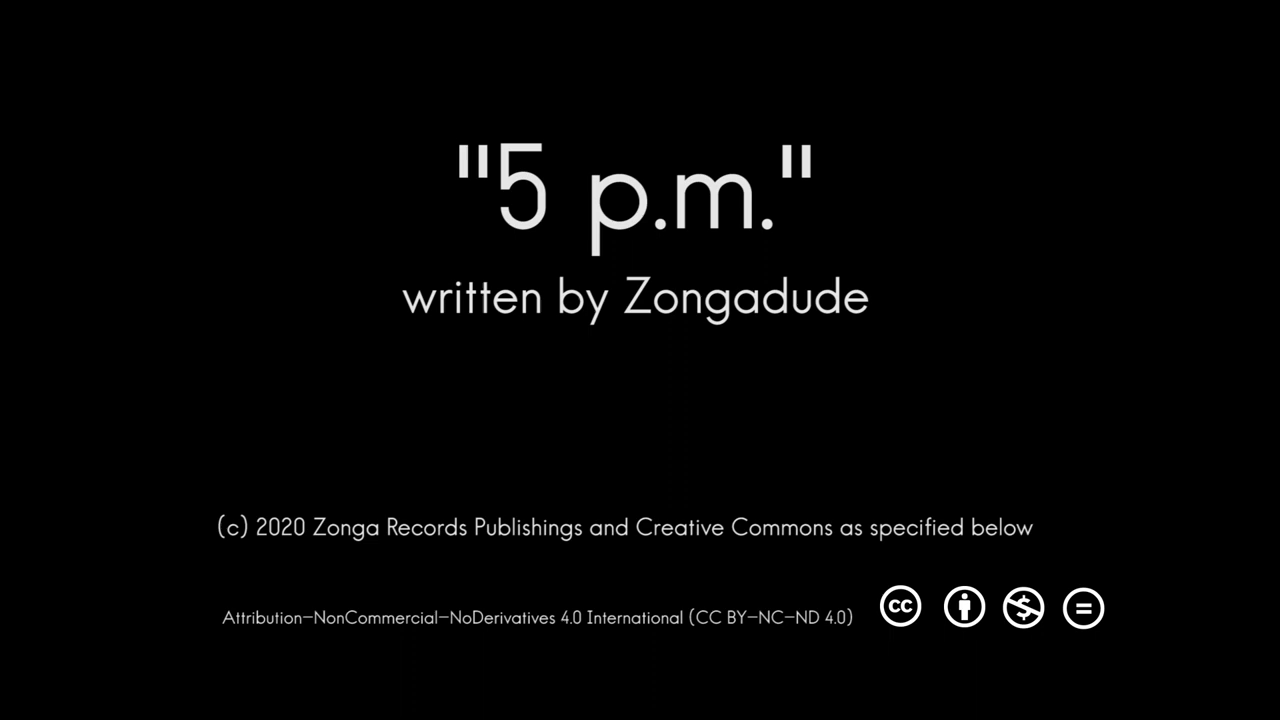 "5 p.m."
written by Zongadude
(c) 2020 Zonga Records Publishings and Creative Commons as specified below
Attribution-NonCommercial-NoDerivatives 4.0 International (CC BY-NC-ND 4.0) cc $ =